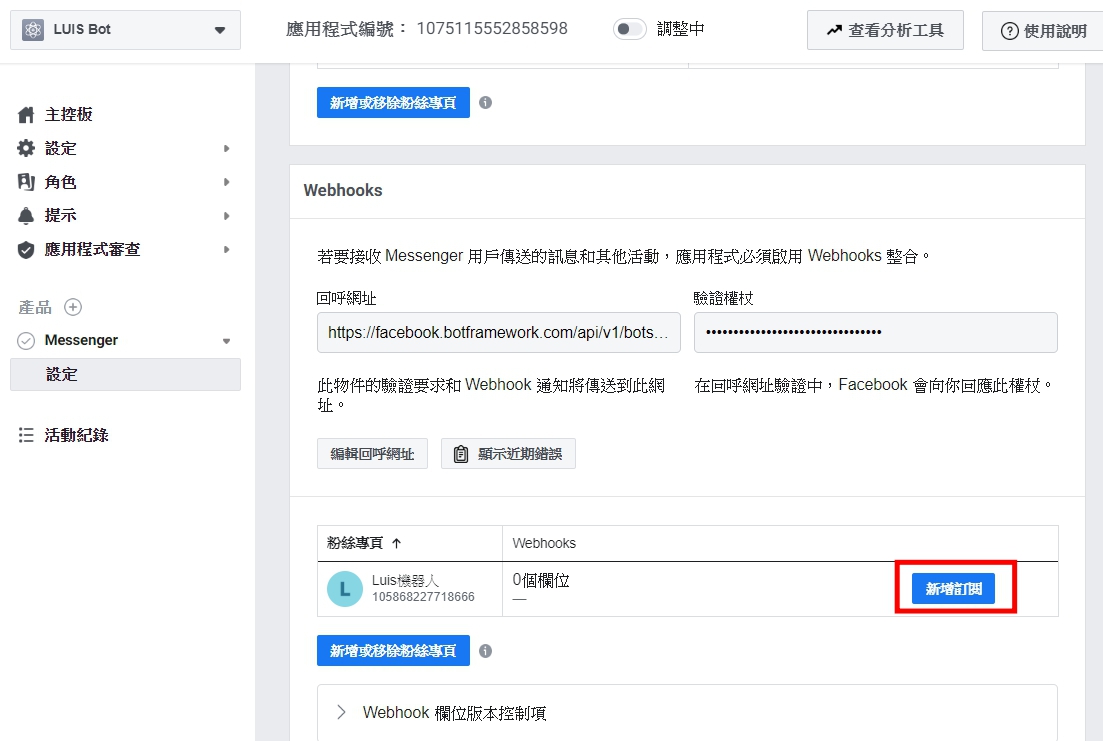 LUIS Bot
應用程式編號： 1075115552858598
調整中
查看分析工具
使用說明
主控板
設定
角色
提示
應用程式審查
產品
Messenger
設定
活動紀錄
新增或移除粉絲專頁
Webhooks
若要接收 Messenger 用戶傳送的訊息和其他活動，應用程式必須啟用 Webhooks 整合。
回呼網址
驗證權杖
https://facebook.botframework.com/api/v1/bots...
此物件的驗證要求和 Webhook 通知將傳送到此網
址。
在回呼網址驗證中，Facebook 會向你回應此權杖。
編輯回呼網址
顯示近期錯誤
粉絲專頁 ↑
Webhooks
L
Luis機器人
105868227718666
0個欄位
—
新增訂閱
新增或移除粉絲專頁
Webhook 欄位版本控制項